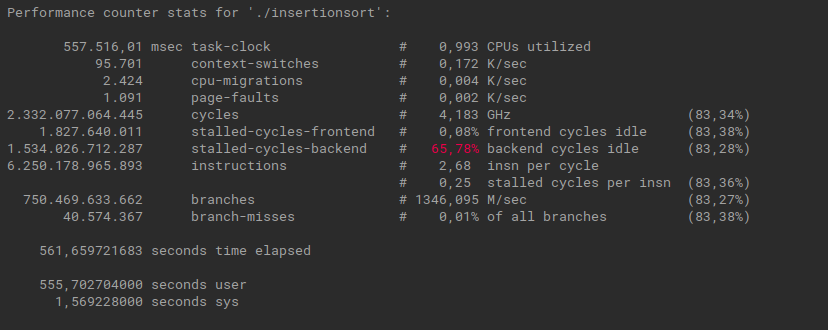 Performance counter stats for './insertionsort':
557.516,01 msec task-clock # 0,993 CPUs utilized
95.701 context-switches # 0,172 K/sec
2.424 cpu-migrations # 0,004 K/sec
1.091 page-faults # 0,002 K/sec
2.332.077.064.445 cycles # 4,183 GHz (83,34%)
1.827.640.011 stalled-cycles-frontend # 0,08% frontend cycles idle (83,38%)
1.534.026.712.287 stalled-cycles-backend # 65,78% backend cycles idle (83,28%)
6.250.178.965.893 instructions # 2,68 insn per cycle
# 0,25 stalled cycles per insn (83,36%)
750.469.633.662 branches # 1346,095 M/sec (83,27%)
40.574.367 branch-misses # 0,01% of all branches (83,38%)
561,659721683 seconds time elapsed
555,702704000 seconds user
1,569228000 seconds sys